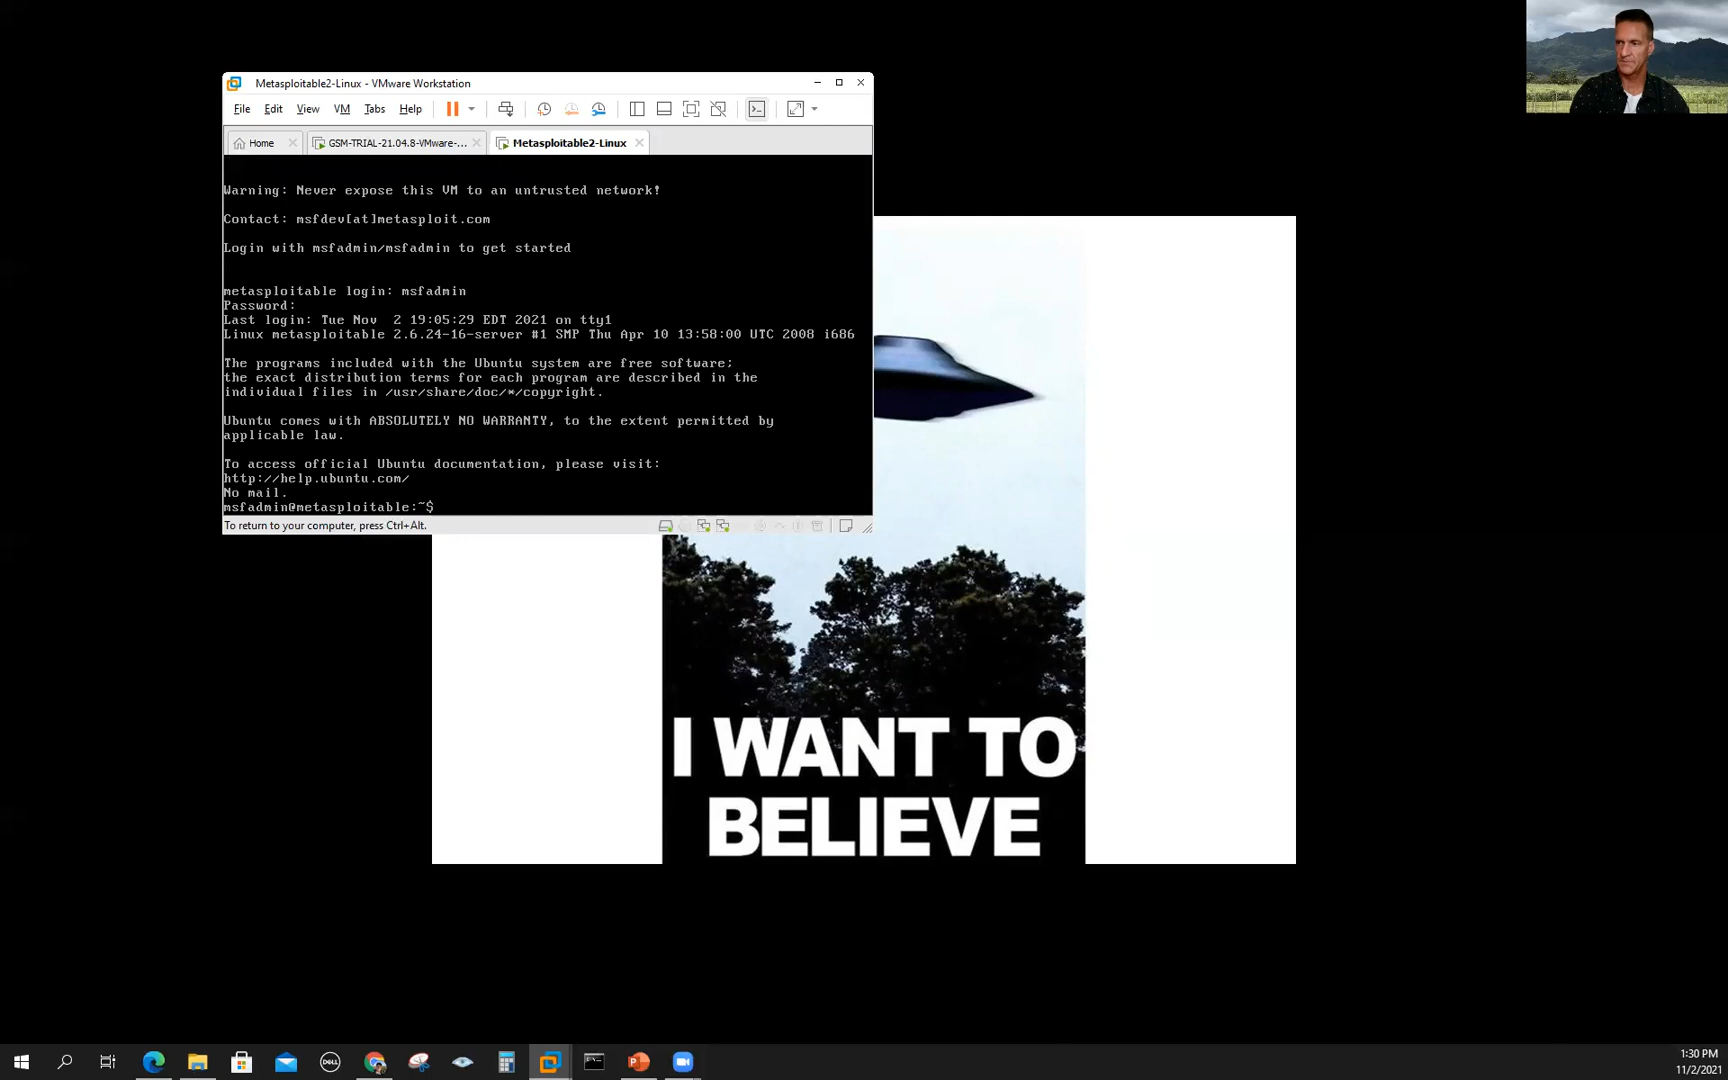 Metasploitable2-Linux - VMware Workstation
File Edit View VM Tabs Help
Home GSM-TRIAL-21.04.8-VMware-... Metasploitable2-Linux
Warning: Never expose this VM to an untrusted network!
Contact: msfdev[at]metasploit.com
Login with msfadmin/msfadmin to get started
metasploitable login: msfadmin
Password:
Last login: Tue Nov  2 19:05:29 EDT 2021 on tty1
Linux metasploitable 2.6.24-16-server #1 SMP Thu Apr 10 13:58:00 UTC 2008 i686
The programs included with the Ubuntu system are free software;
the exact distribution terms for each program are described in the
individual files in /usr/share/doc/*/copyright.
Ubuntu comes with ABSOLUTELY NO WARRANTY, to the extent permitted by
applicable law.
To access official Ubuntu documentation, please visit:
http://help.ubuntu.com/
No mail.
msfadmin@metasploitable:~$
To return to your computer, press Ctrl+Alt.
I WANT TO
BELIEVE
DELL
1:30 PM
11/2/2021